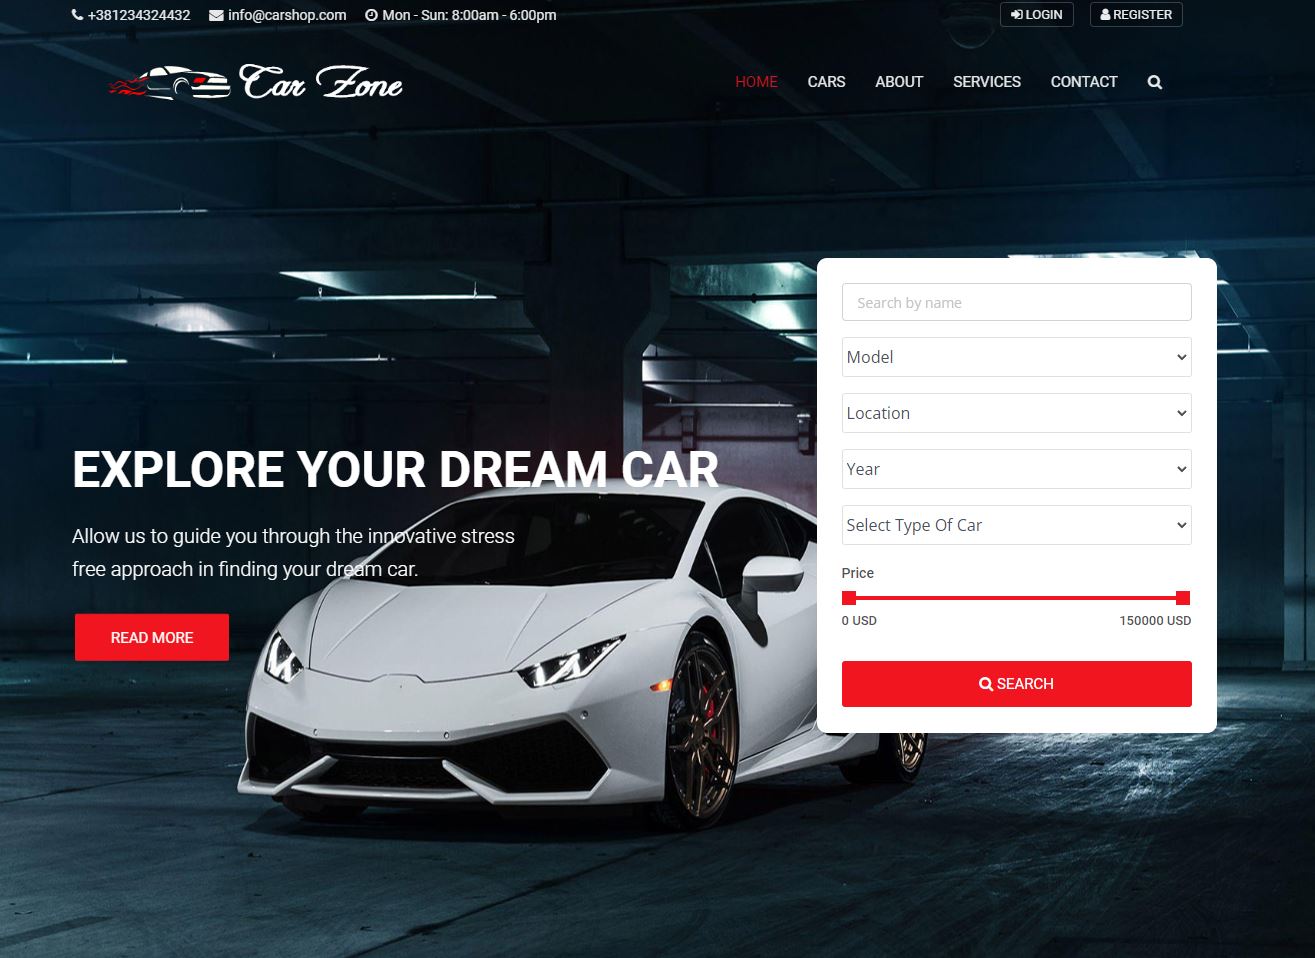 +381234324432 info@carshop.com Mon - Sun: 8:00am - 6:00pm LOGIN REGISTER
Car Zone HOME CARS ABOUT SERVICES CONTACT
Search by name
Model
Location
Year
Select Type Of Car
Price
0 USD 150000 USD
SEARCH
EXPLORE YOUR DREAM CAR
Allow us to guide you through the innovative stress
free approach in finding your dream car.
READ MORE